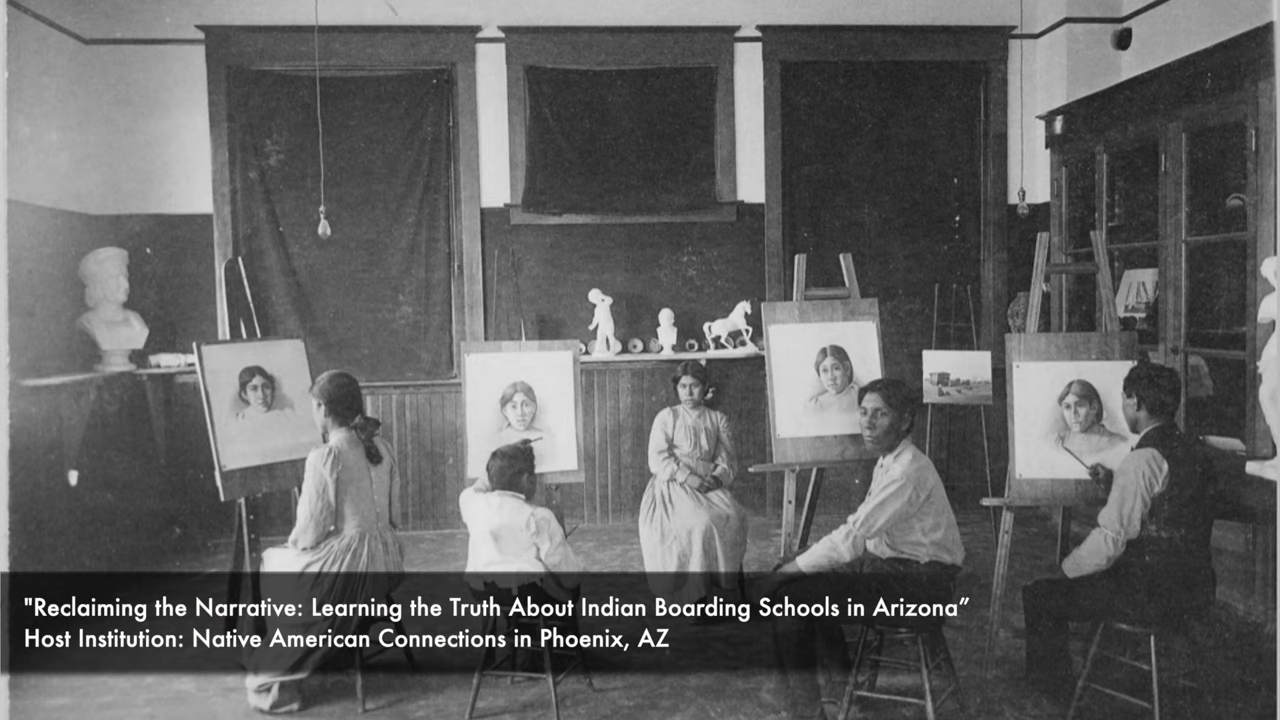 "Reclaiming the Narrative: Learning the Truth About Indian Boarding Schools in Arizona”
Host Institution: Native American Connections in Phoenix, AZ